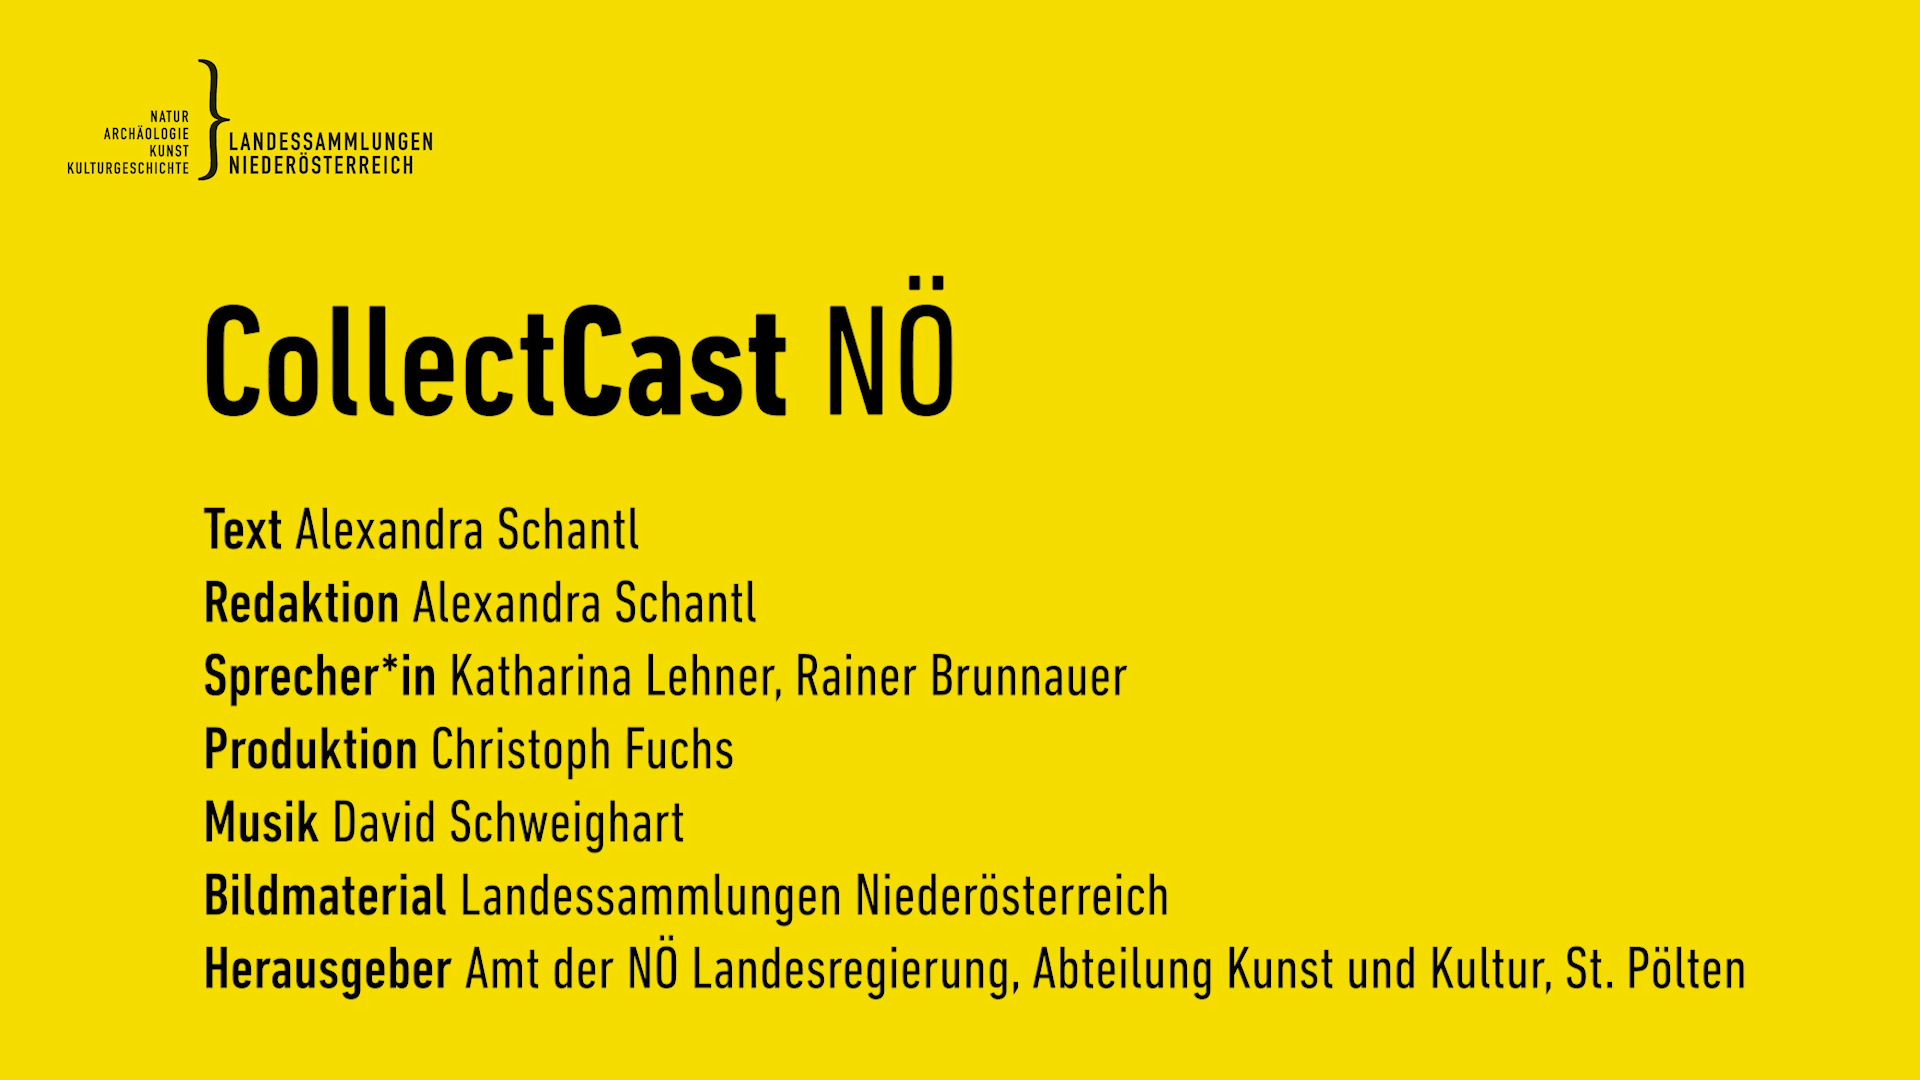 NATUR
ARCHÄOLOGIE
KUNST
KULTURGESCHICHTE
LANDESSAMMLUNGEN
NIEDERÖSTERREICH
CollectCast NÖ
Text Alexandra Schantl
Redaktion Alexandra Schantl
Sprecher*in Katharina Lehner, Rainer Brunnauer
Produktion Christoph Fuchs
Musik David Schweighart
Bildmaterial Landessammlungen Niederösterreich
Herausgeber Amt der NÖ Landesregierung, Abteilung Kunst und Kultur, St. Pölten